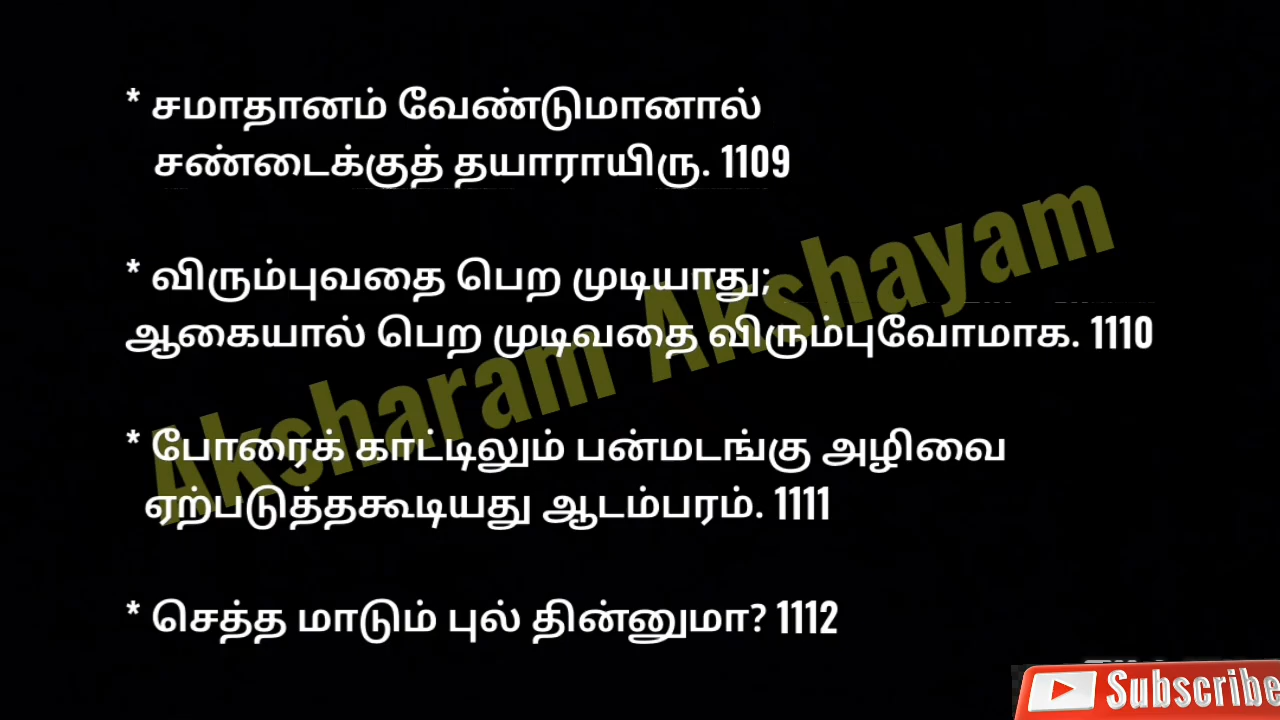 * சமாதானம் வேண்டுமானால்
சண்டைக்குத் தயாராயிரு. 1109
* விரும்புவதை பெற முடியாது;
ஆகையால் பெற முடிவதை விரும்புவோமாக. 1110
* போரைக் காட்டிலும் பன்மடங்கு அழிவை
ஏற்படுத்தகூடியது ஆடம்பரம். 1111
* செத்த மாடும் புல் தின்னுமா? 1112
Aksharam Akshayam
Subscribe